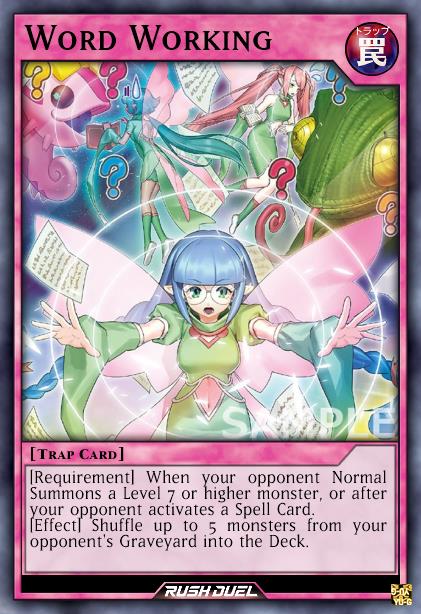 WORD WORKING
トラップ
罠
? ?
?
? ?
?
SAMPLE
[TRAP CARD]
[Requirement] When your opponent Normal
Summons a Level 7 or higher monster, or after
your opponent activates a Spell Card.
[Effect] Shuffle up to 5 monsters from your
opponent's Graveyard into the Deck.
RUSH DUEL